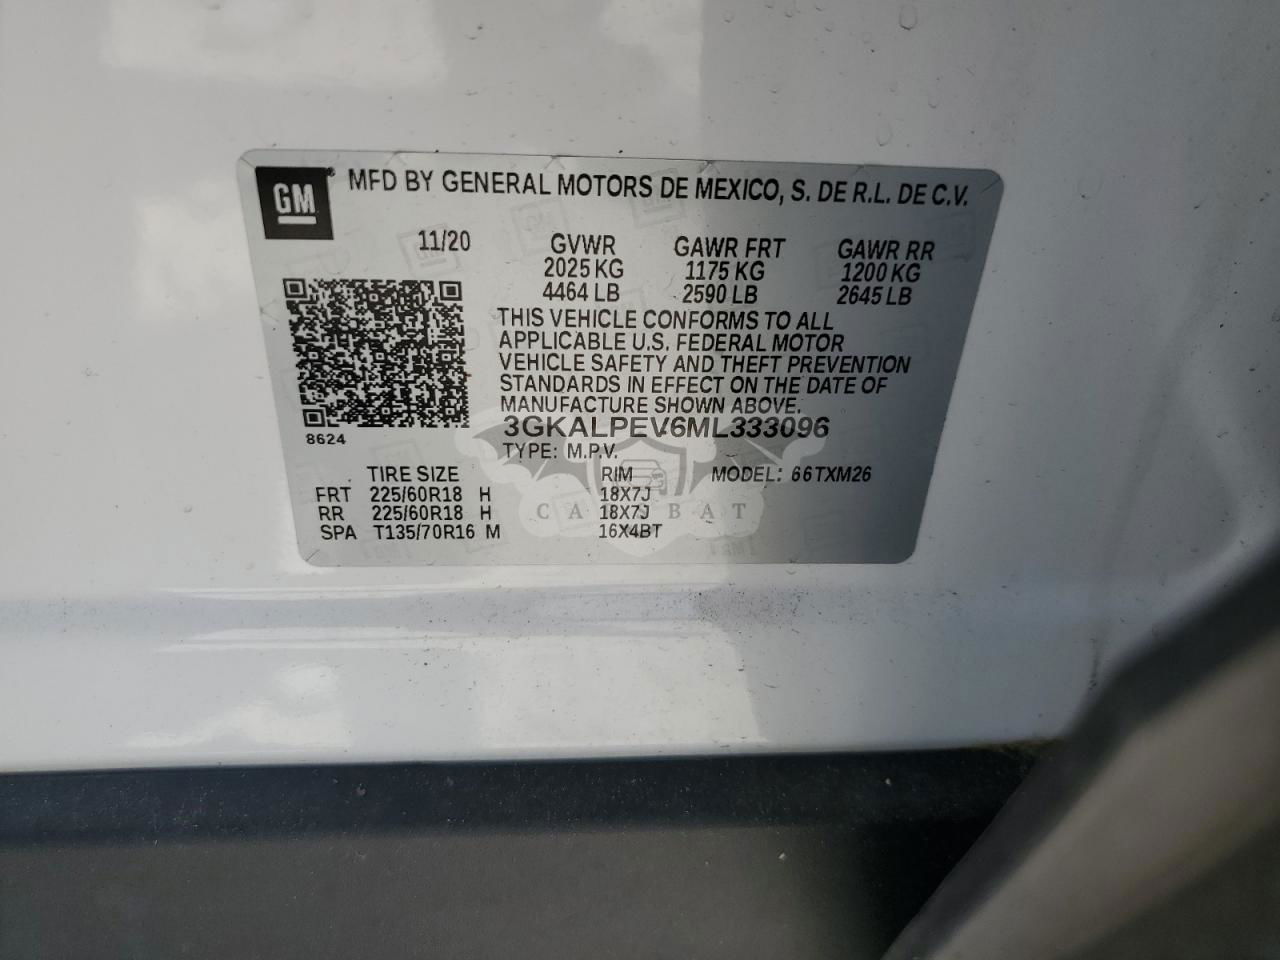 GM
MFD BY GENERAL MOTORS DE MEXICO, S. DE R.L. DE C.V.
11/20 GVWR GAWR FRT GAWR RR
2025 KG 1175 KG 1200 KG
4464 LB 2590 LB 2645 LB
THIS VEHICLE CONFORMS TO ALL
APPLICABLE U.S. FEDERAL MOTOR
VEHICLE SAFETY AND THEFT PREVENTION
STANDARDS IN EFFECT ON THE DATE OF
MANUFACTURE SHOWN ABOVE.
8624 3GKALPEV6ML333096
TYPE: M.P.V.
TIRE SIZE RIM MODEL: 66TXM26
FRT 225/60R18 H 18X7J
RR 225/60R18 H 18X7J
SPA T135/70R16 M 16X4BT